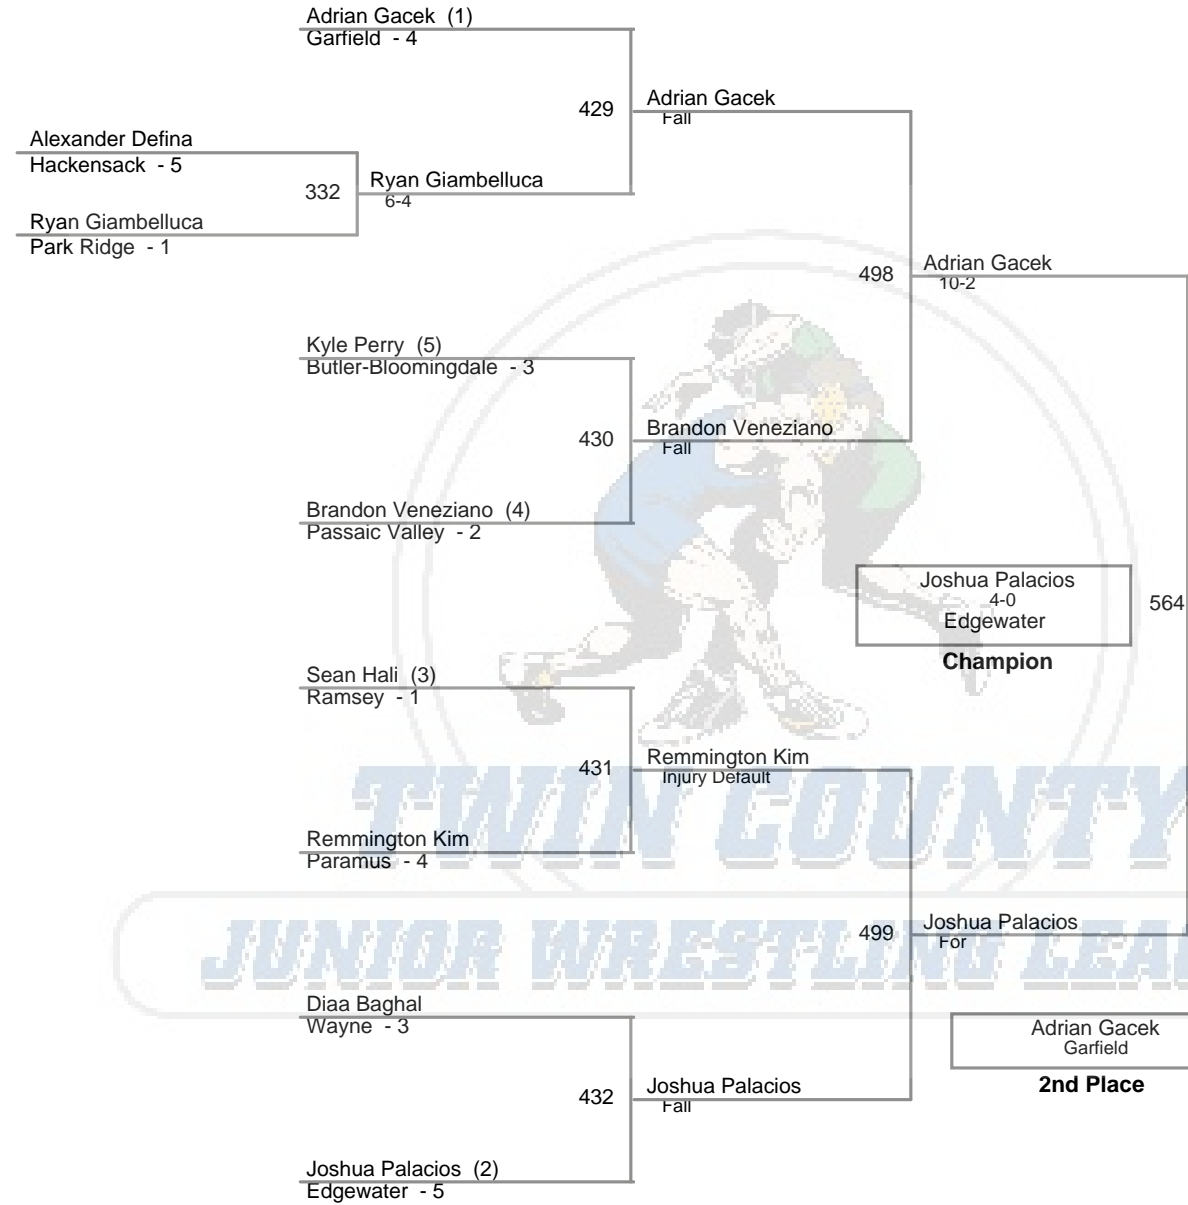 Adrian Gacek (1)
Garfield - 4
429
Adrian Gacek
Fall
Alexander Defina
Hackensack - 5
332
Ryan Giambelluca
6-4
Ryan Giambelluca
Park Ridge - 1
498
Adrian Gacek
10-2
Kyle Perry (5)
Butler-Bloomingdale - 3
430
Brandon Veneziano
Fall
Brandon Veneziano (4)
Passaic Valley - 2
Joshua Palacios
4-0
Edgewater
564
Champion
Sean Hali (3)
Ramsey - 1
431
Remmington Kim
Injury Default
TWIN COUNTY
Remmington Kim
Paramus - 4
499
Joshua Palacios
For
JUNIOR WRESTLING LEA
Diaa Baghal
Wayne - 3
Adrian Gacek
Garfield
2nd Place
432
Joshua Palacios
Fall
Joshua Palacios (2)
Edgewater - 5